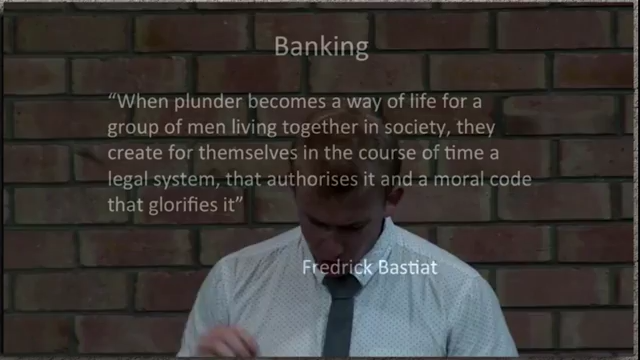 Banking
“When plunder becomes a way of life for a
group of men living together in society, they
create for themselves in the course of time a
legal system, that authorises it and a moral code
that glorifies it”
Fredrick Bastiat